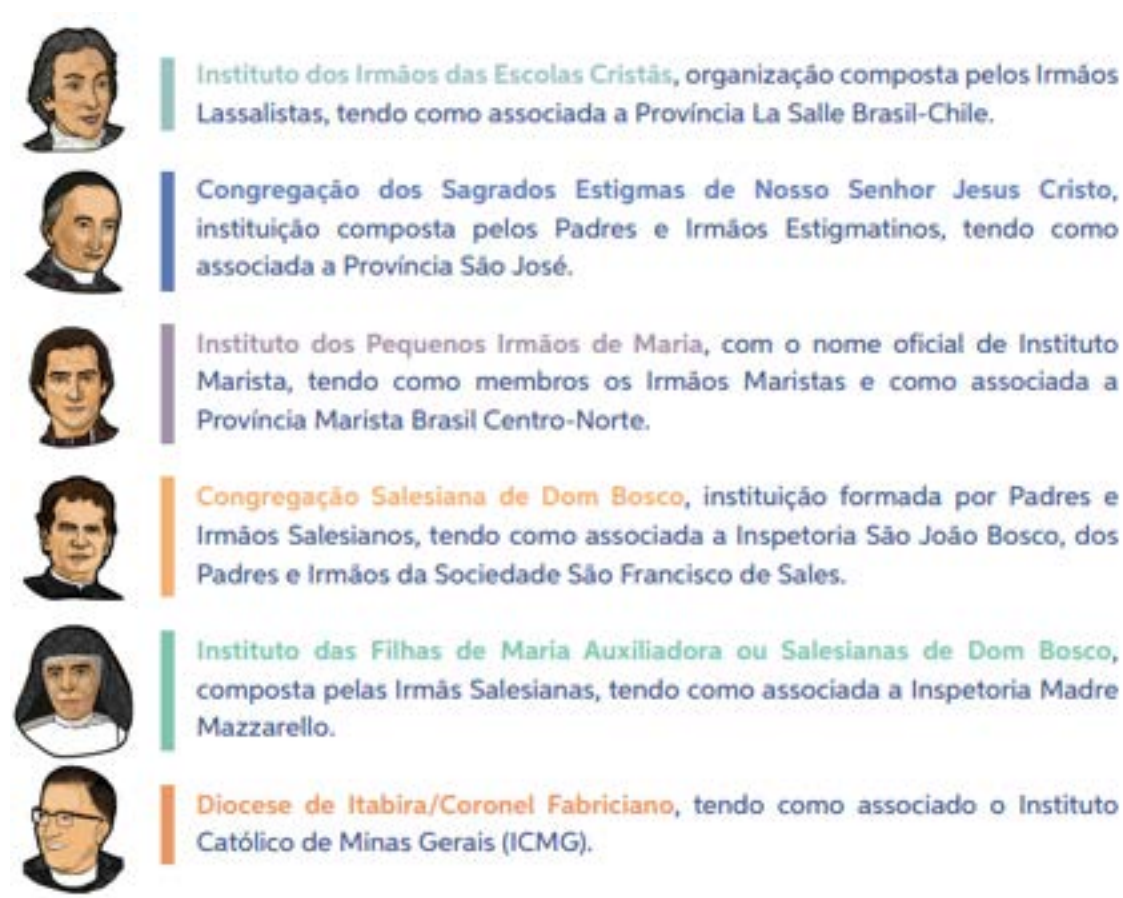 Instituto dos Irmãos das Escolas Cristãs, organização composta pelos Irmãos
Lassalistas, tendo como associada a Província La Salle Brasil-Chile.
Congregação dos Sagrados Estigmas de Nosso Senhor Jesus Cristo,
instituição composta pelos Padres e Irmãos Estigmatinos, tendo como
associada a Província São José.
Instituto dos Pequenos Irmãos de Maria, com o nome oficial de Instituto
Marista, tendo como membros os Irmãos Maristas e como associada a
Província Marista Brasil Centro-Norte.
Congregação Salesiana de Dom Bosco, instituição formada por Padres e
Irmãos Salesianos, tendo como associada a Inspetoria São João Bosco, dos
Padres e Irmãos da Sociedade São Francisco de Sales.
Instituto das Filhas de Maria Auxiliadora ou Salesianas de Dom Bosco,
composta pelas Irmãs Salesianas, tendo como associada a Inspetoria Madre
Mazzarello.
Diocese de Itabira/Coronel Fabriciano, tendo como associado o Instituto
Católico de Minas Gerais (ICMG).